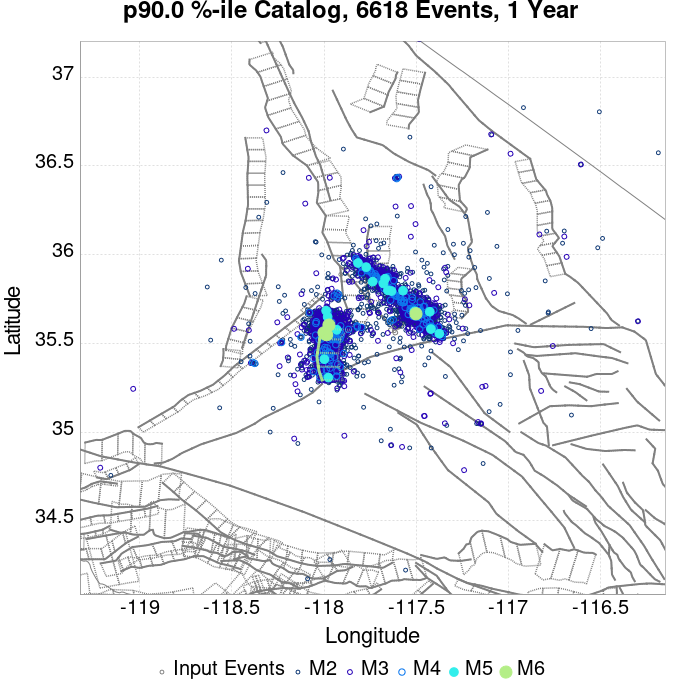 p90.0 %-ile Catalog, 6618 Events, 1 Year
37
36.5
36
35.5
35
34.5
Latitude
-119 -118.5 -118 -117.5 -117 -116.5
Longitude
Input Events M2 M3 M4 M5 M6